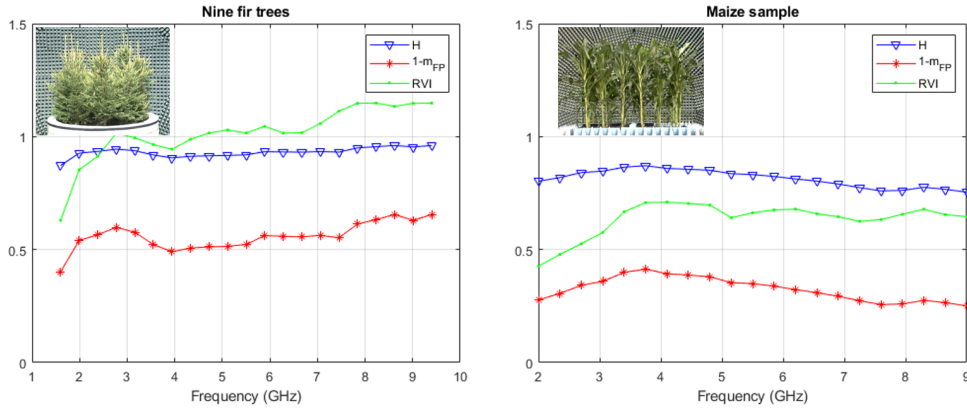 Nine fir trees
1.5
1
0.5
0
H
1-mFP
RVI
1 2 3 4 5 6 7 8 9 10
Frequency (GHz)
Maize sample
1.5
1
0.5
0
H
1-mFP
RVI
2 3 4 5 6 7 8 9
Frequency (GHz)